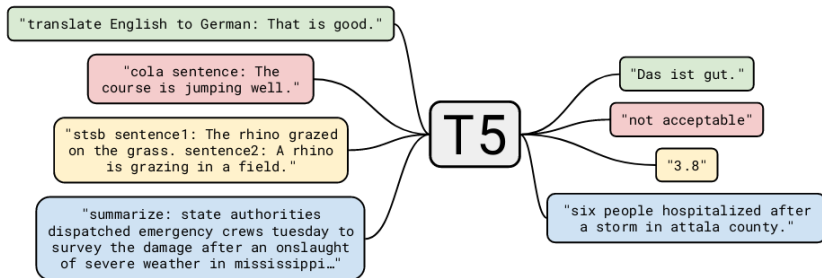 "translate English to German: That is good."
"cola sentence: The
course is jumping well."
"stsb sentence1: The rhino grazed
on the grass. sentence2: A rhino
is grazing in a field."
"summarize: state authorities
dispatched emergency crews tuesday to
survey the damage after an onslaught
of severe weather in mississippi…"
T5
"Das ist gut."
"not acceptable"
"3.8"
"six people hospitalized after
a storm in attala county."